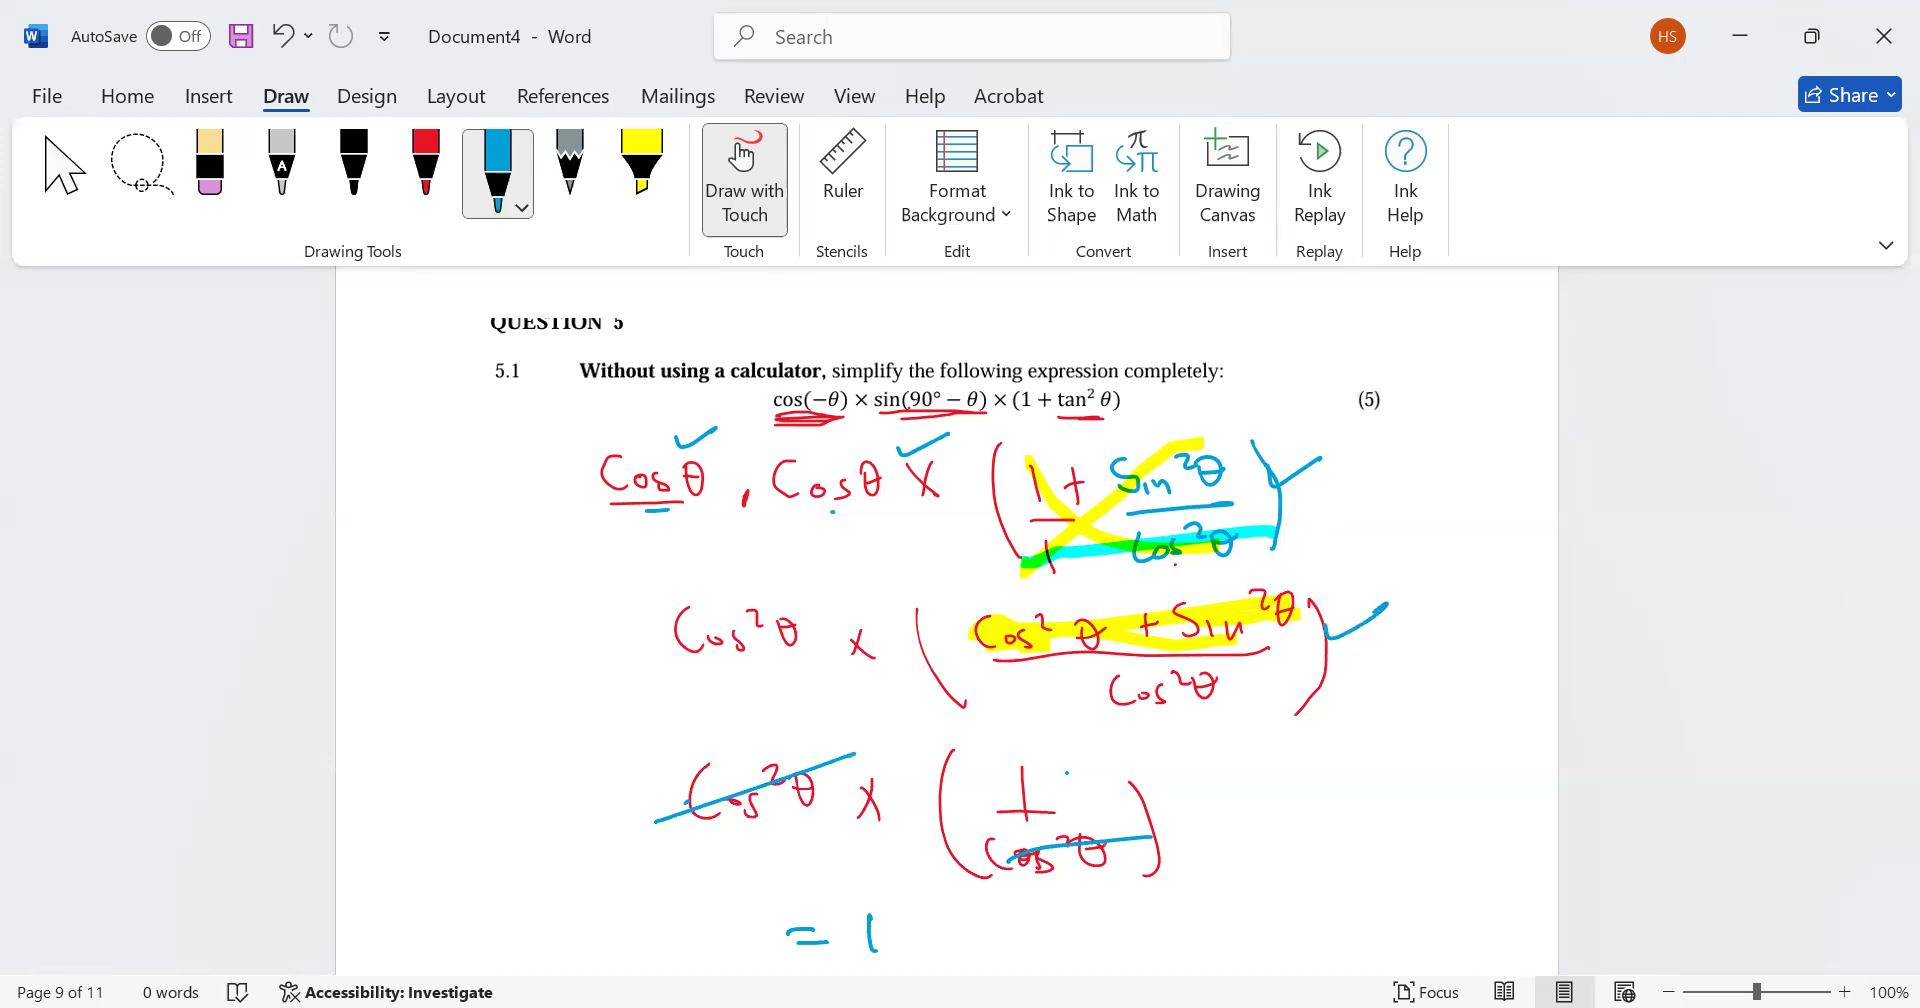 AutoSave Off Document4 - Word Search HS
File Home Insert Draw Design Layout References Mailings Review View Help Acrobat Share
Draw with Touch Ruler Format Background Ink to Shape Ink to Math Drawing Canvas Ink Replay Ink Help
Drawing Tools Touch Stencils Edit Convert Insert Replay Help
QUESTION 5
5.1 Without using a calculator, simplify the following expression completely:
cos(−θ) × sin(90° − θ) × (1 + tan² θ) (5)
Cosθ . Cosθ × (1/1 + Sin²θ/Cos²θ)
Cos²θ × (Cos²θ + Sin²θ / Cos²θ)
Cos²θ × (1/Cos²θ)
= 1
Page 9 of 11 0 words Accessibility: Investigate Focus 100%